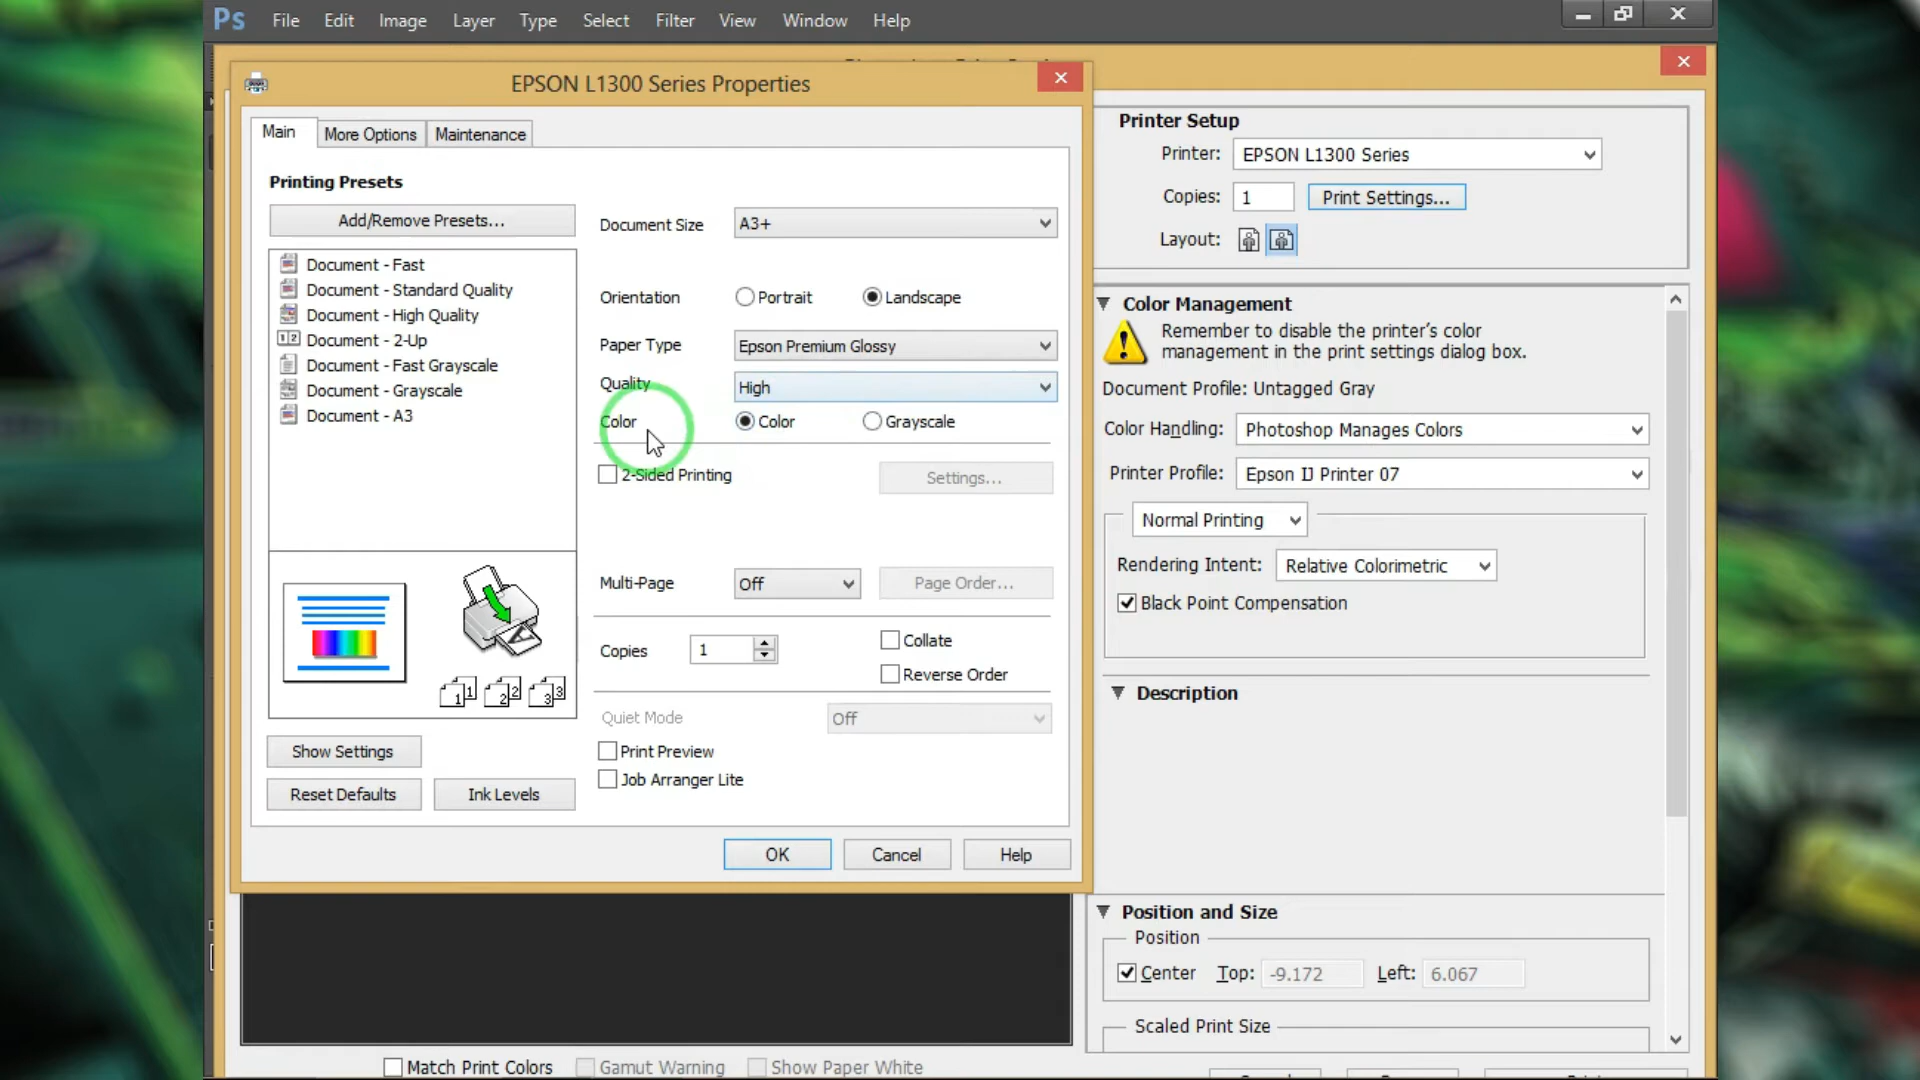 Ps File Edit Image Layer Type Select Filter View Window Help
EPSON L1300 Series Properties
Main More Options Maintenance
Printing Presets
Add/Remove Presets...
Document - Fast
Document - Standard Quality
Document - High Quality
Document - 2-Up
Document - Fast Grayscale
Document - Grayscale
Document - A3
Show Settings
Reset Defaults Ink Levels
Document Size A3+
Orientation Portrait Landscape
Paper Type Epson Premium Glossy
Quality High
Color Color Grayscale
2-Sided Printing Settings...
Multi-Page Off Page Order...
Copies 1 Collate
Reverse Order
Quiet Mode Off
Print Preview
Job Arranger Lite
OK Cancel Help
Printer Setup
Printer: EPSON L1300 Series
Copies: 1 Print Settings...
Layout:
Color Management
Remember to disable the printer's color
management in the print settings dialog box.
Document Profile: Untagged Gray
Color Handling: Photoshop Manages Colors
Printer Profile: Epson IJ Printer 07
Normal Printing
Rendering Intent: Relative Colorimetric
Black Point Compensation
Description
Position and Size
Position
Center Top: -9.172 Left: 6.067
Scaled Print Size
Match Print Colors Gamut Warning Show Paper White